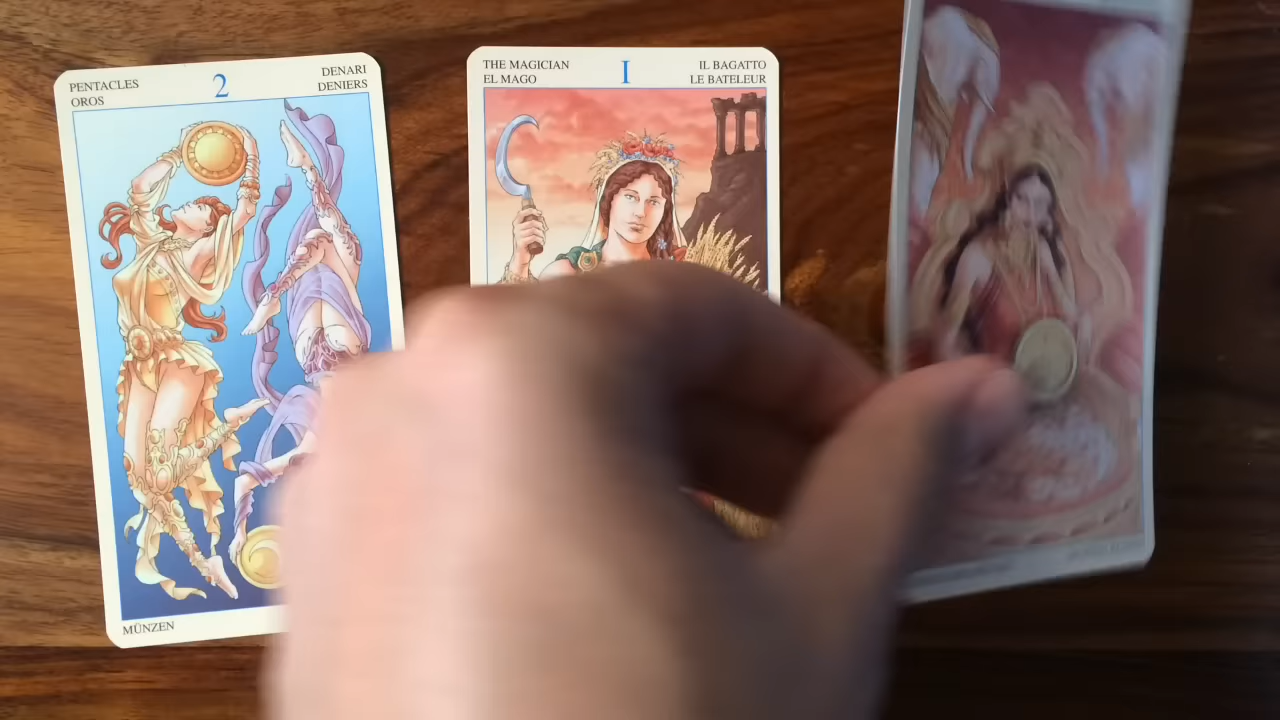 PENTACLES
OROS
2
DENARI
DENIERS
MÜNZEN
THE MAGICIAN
EL MAGO
I
IL BAGATTO
LE BATELEUR